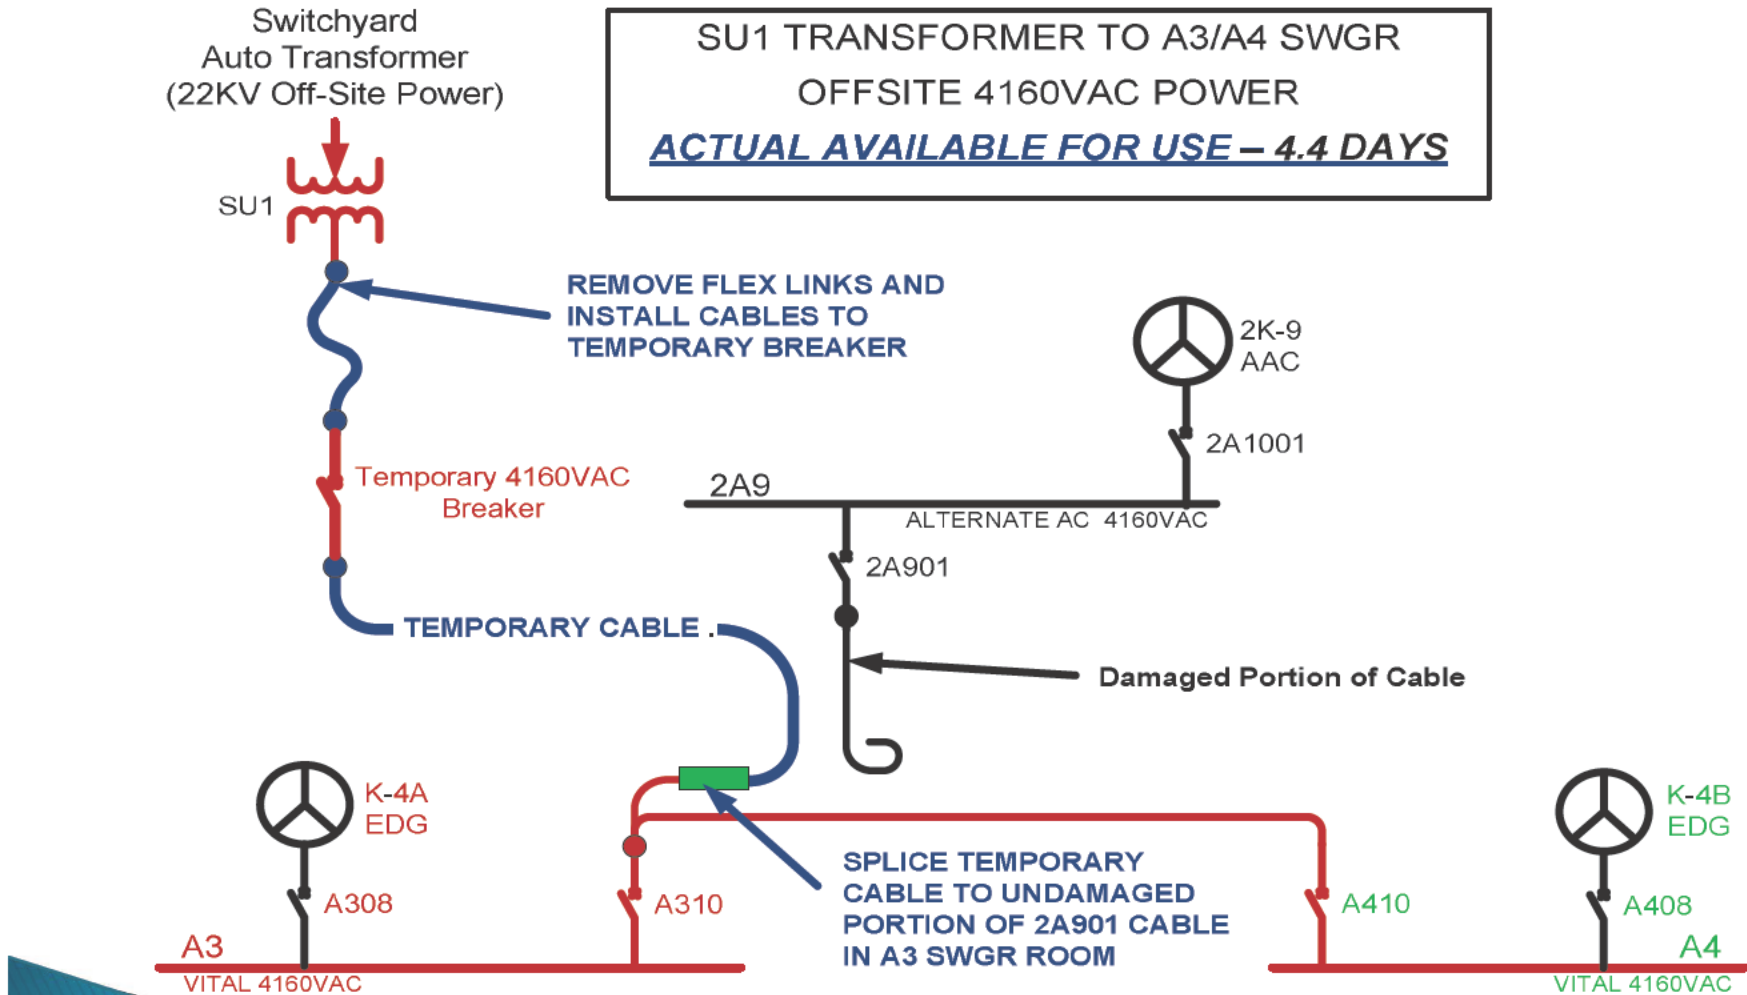 Switchyard
Auto Transformer
(22KV Off-Site Power)
SU1 TRANSFORMER TO A3/A4 SWGR
OFFSITE 4160VAC POWER
ACTUAL AVAILABLE FOR USE – 4.4 DAYS
SU1
REMOVE FLEX LINKS AND
INSTALL CABLES TO
TEMPORARY BREAKER
2K-9
AAC
2A1001
Temporary 4160VAC
Breaker
2A9
ALTERNATE AC 4160VAC
2A901
TEMPORARY CABLE .
Damaged Portion of Cable
K-4A
EDG
K-4B
EDG
SPLICE TEMPORARY
CABLE TO UNDAMAGED
PORTION OF 2A901 CABLE
IN A3 SWGR ROOM
A308
A310
A410
A408
A3
VITAL 4160VAC
A4
VITAL 4160VAC